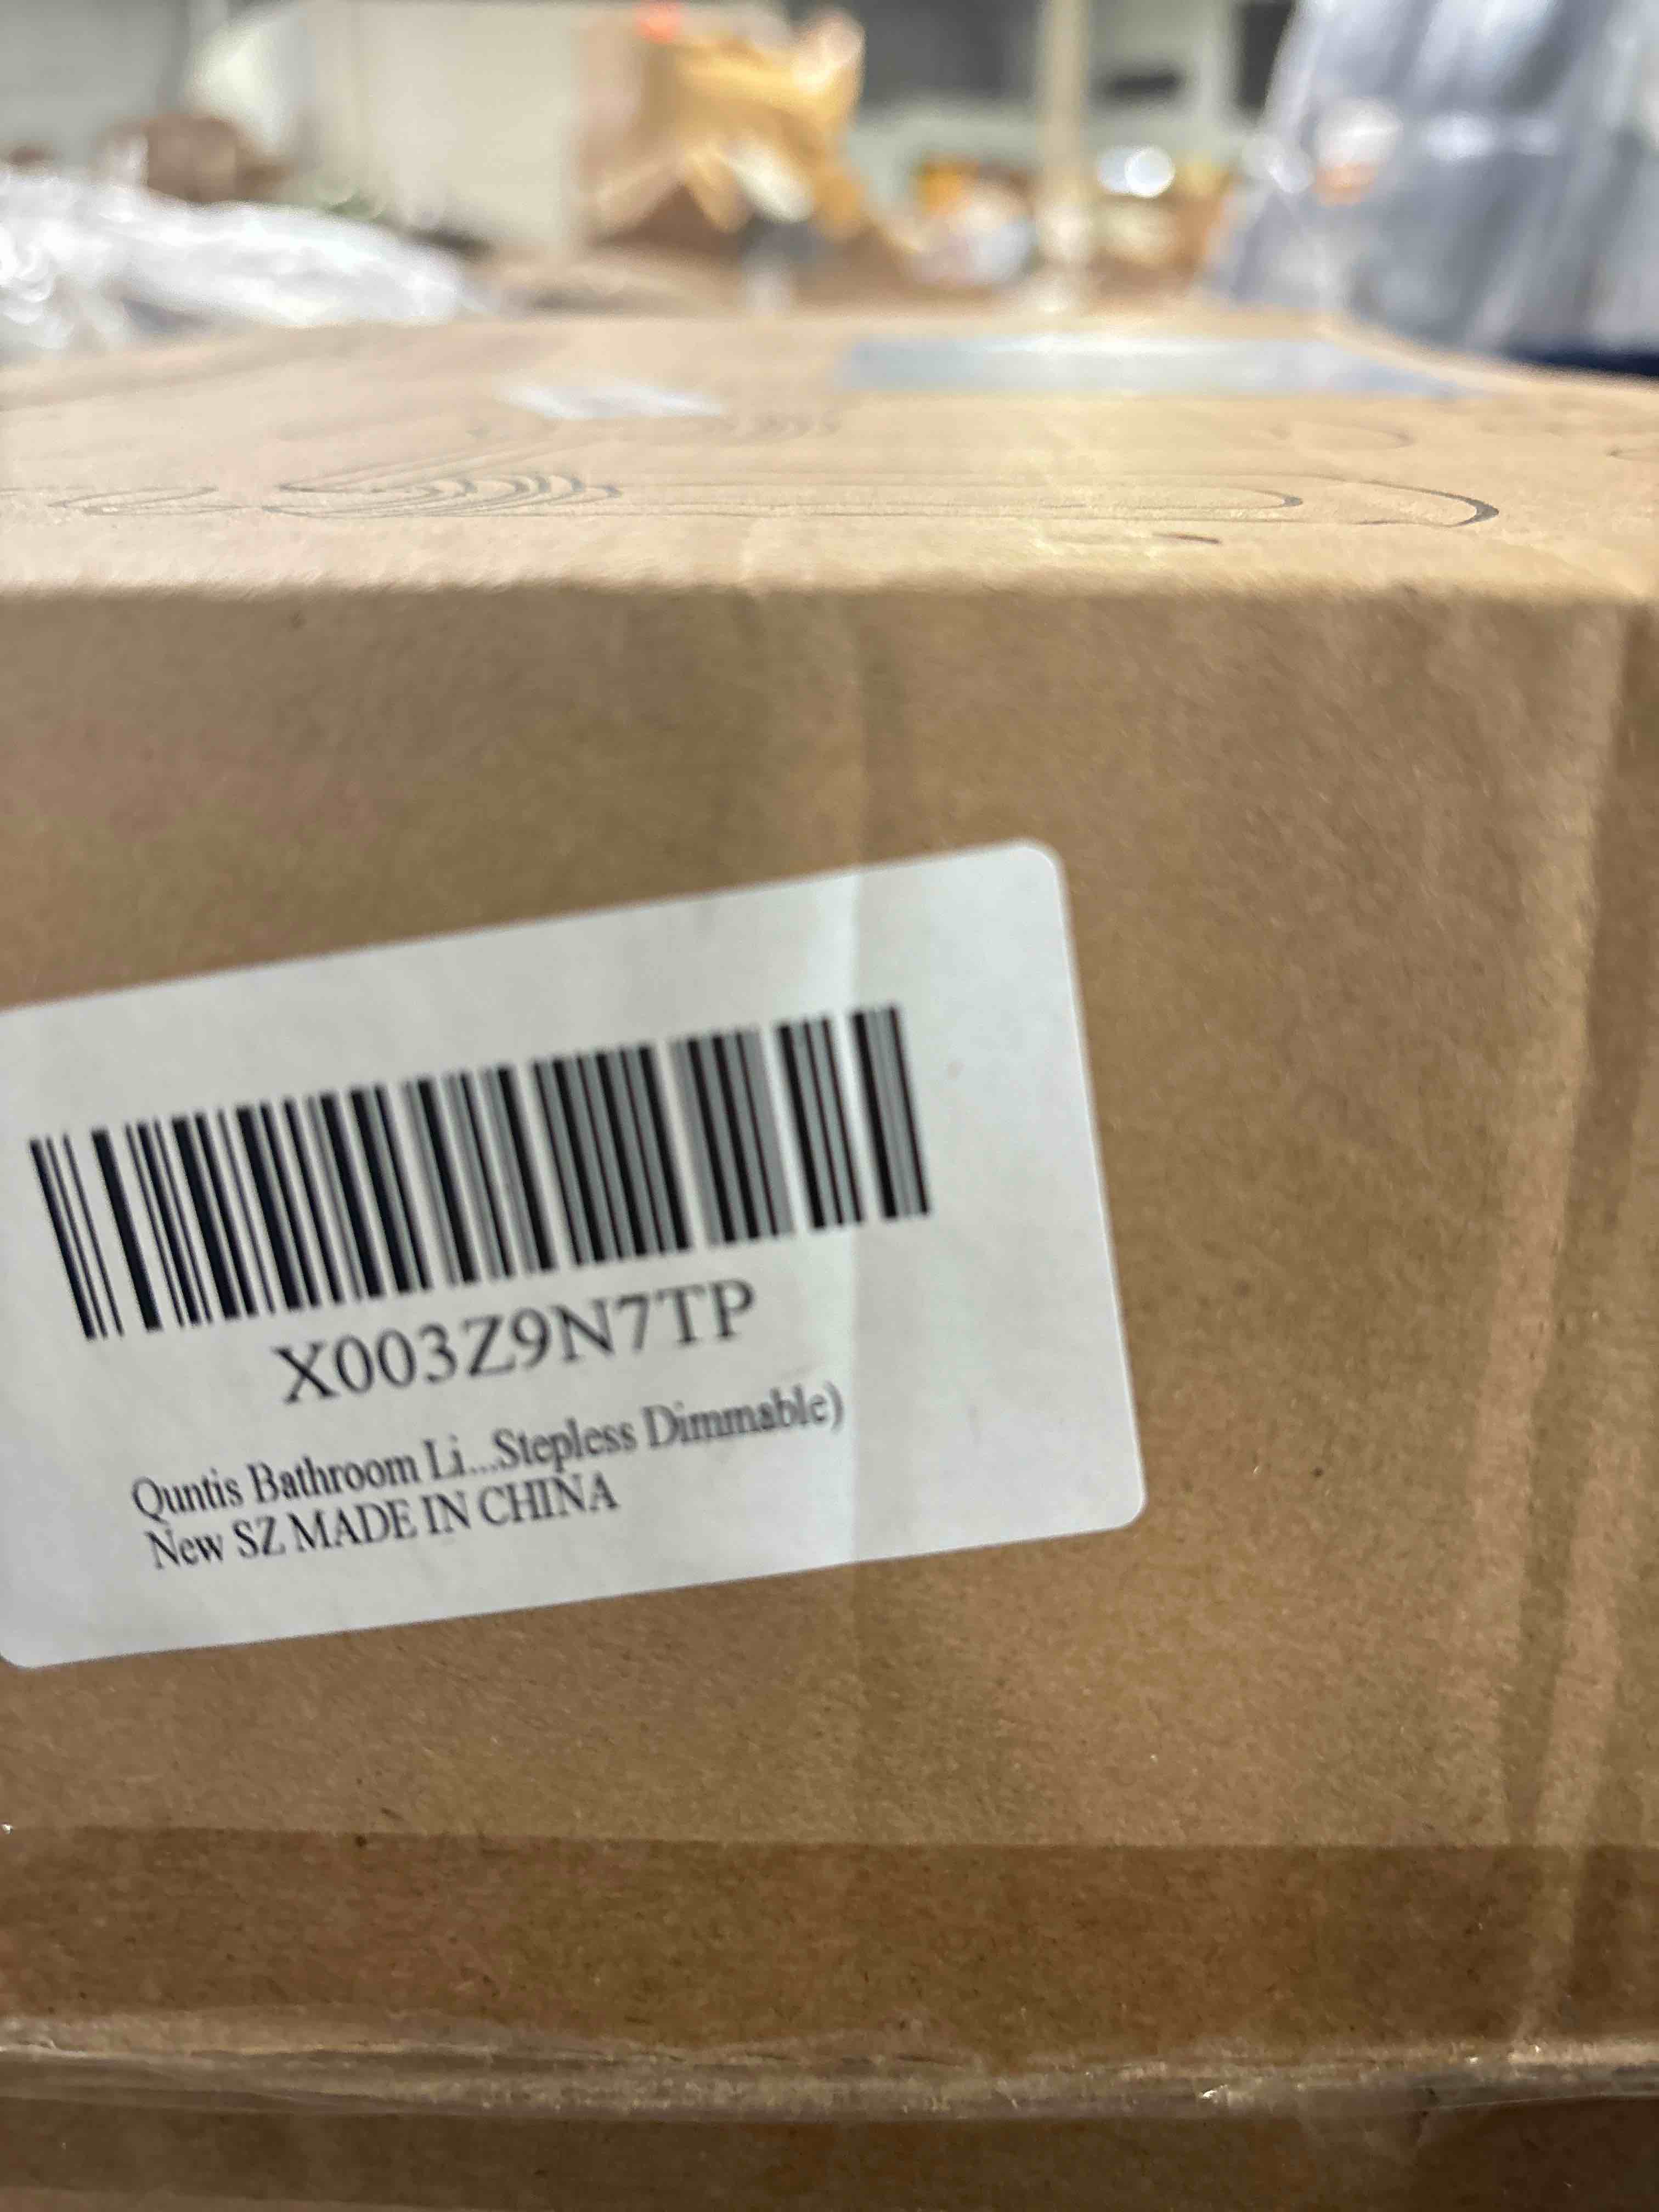 X003Z9N7TP
Quntis Bathroom Li...Stepless Dimmable)
New SZ MADE IN CHINA